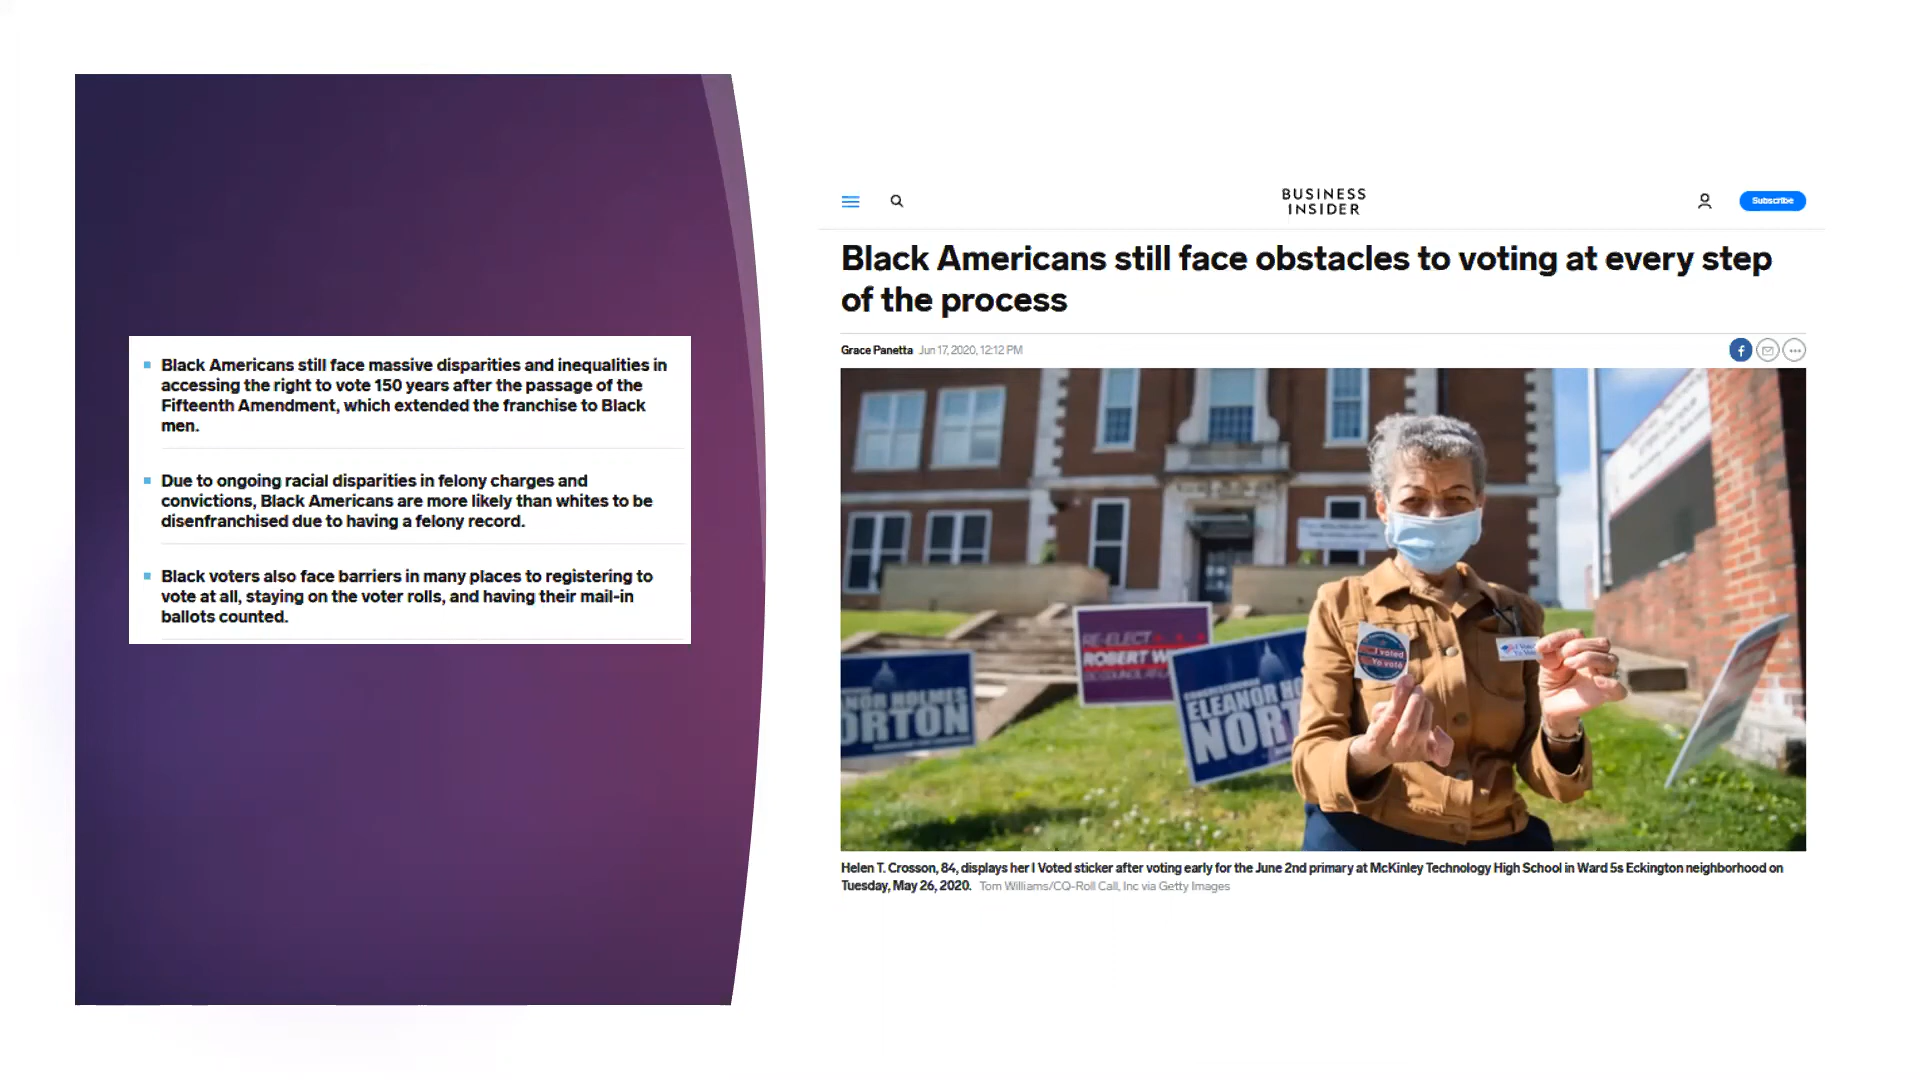 Black Americans still face massive disparities and inequalities in
accessing the right to vote 150 years after the passage of the
Fifteenth Amendment, which extended the franchise to Black
men.
Due to ongoing racial disparities in felony charges and
convictions, Black Americans are more likely than whites to be
disenfranchised due to having a felony record.
Black voters also face barriers in many places to registering to
vote at all, staying on the voter rolls, and having their mail-in
ballots counted.
BUSINESS
INSIDER
Subscribe
Black Americans still face obstacles to voting at every step
of the process
Grace Panetta Jun 17, 2020, 12:12 PM
RE-ELECT
ROBERT W
NOR HOLMES
ORTON
ELEANOR H
NORT
I voted
Yo voté
Helen T. Crosson, 84, displays her I Voted sticker after voting early for the June 2nd primary at McKinley Technology High School in Ward 5s Eckington neighborhood on
Tuesday, May 26, 2020. Tom Williams/CQ-Roll Call, Inc via Getty Images